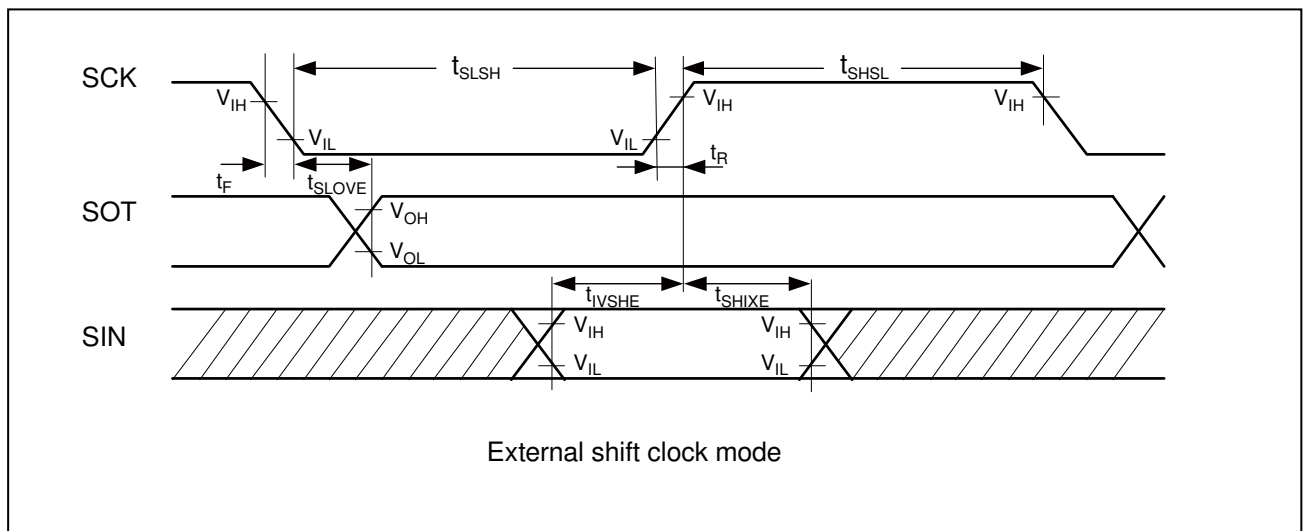 SCK
t_SLSH
t_SHSL
V_IH
V_IH
V_IH
V_IL
V_IL
t_R
t_F
t_SLOVE
SOT
V_OH
V_OL
t_IVSHE
t_SHIXE
SIN
V_IH
V_IH
V_IL
V_IL
External shift clock mode